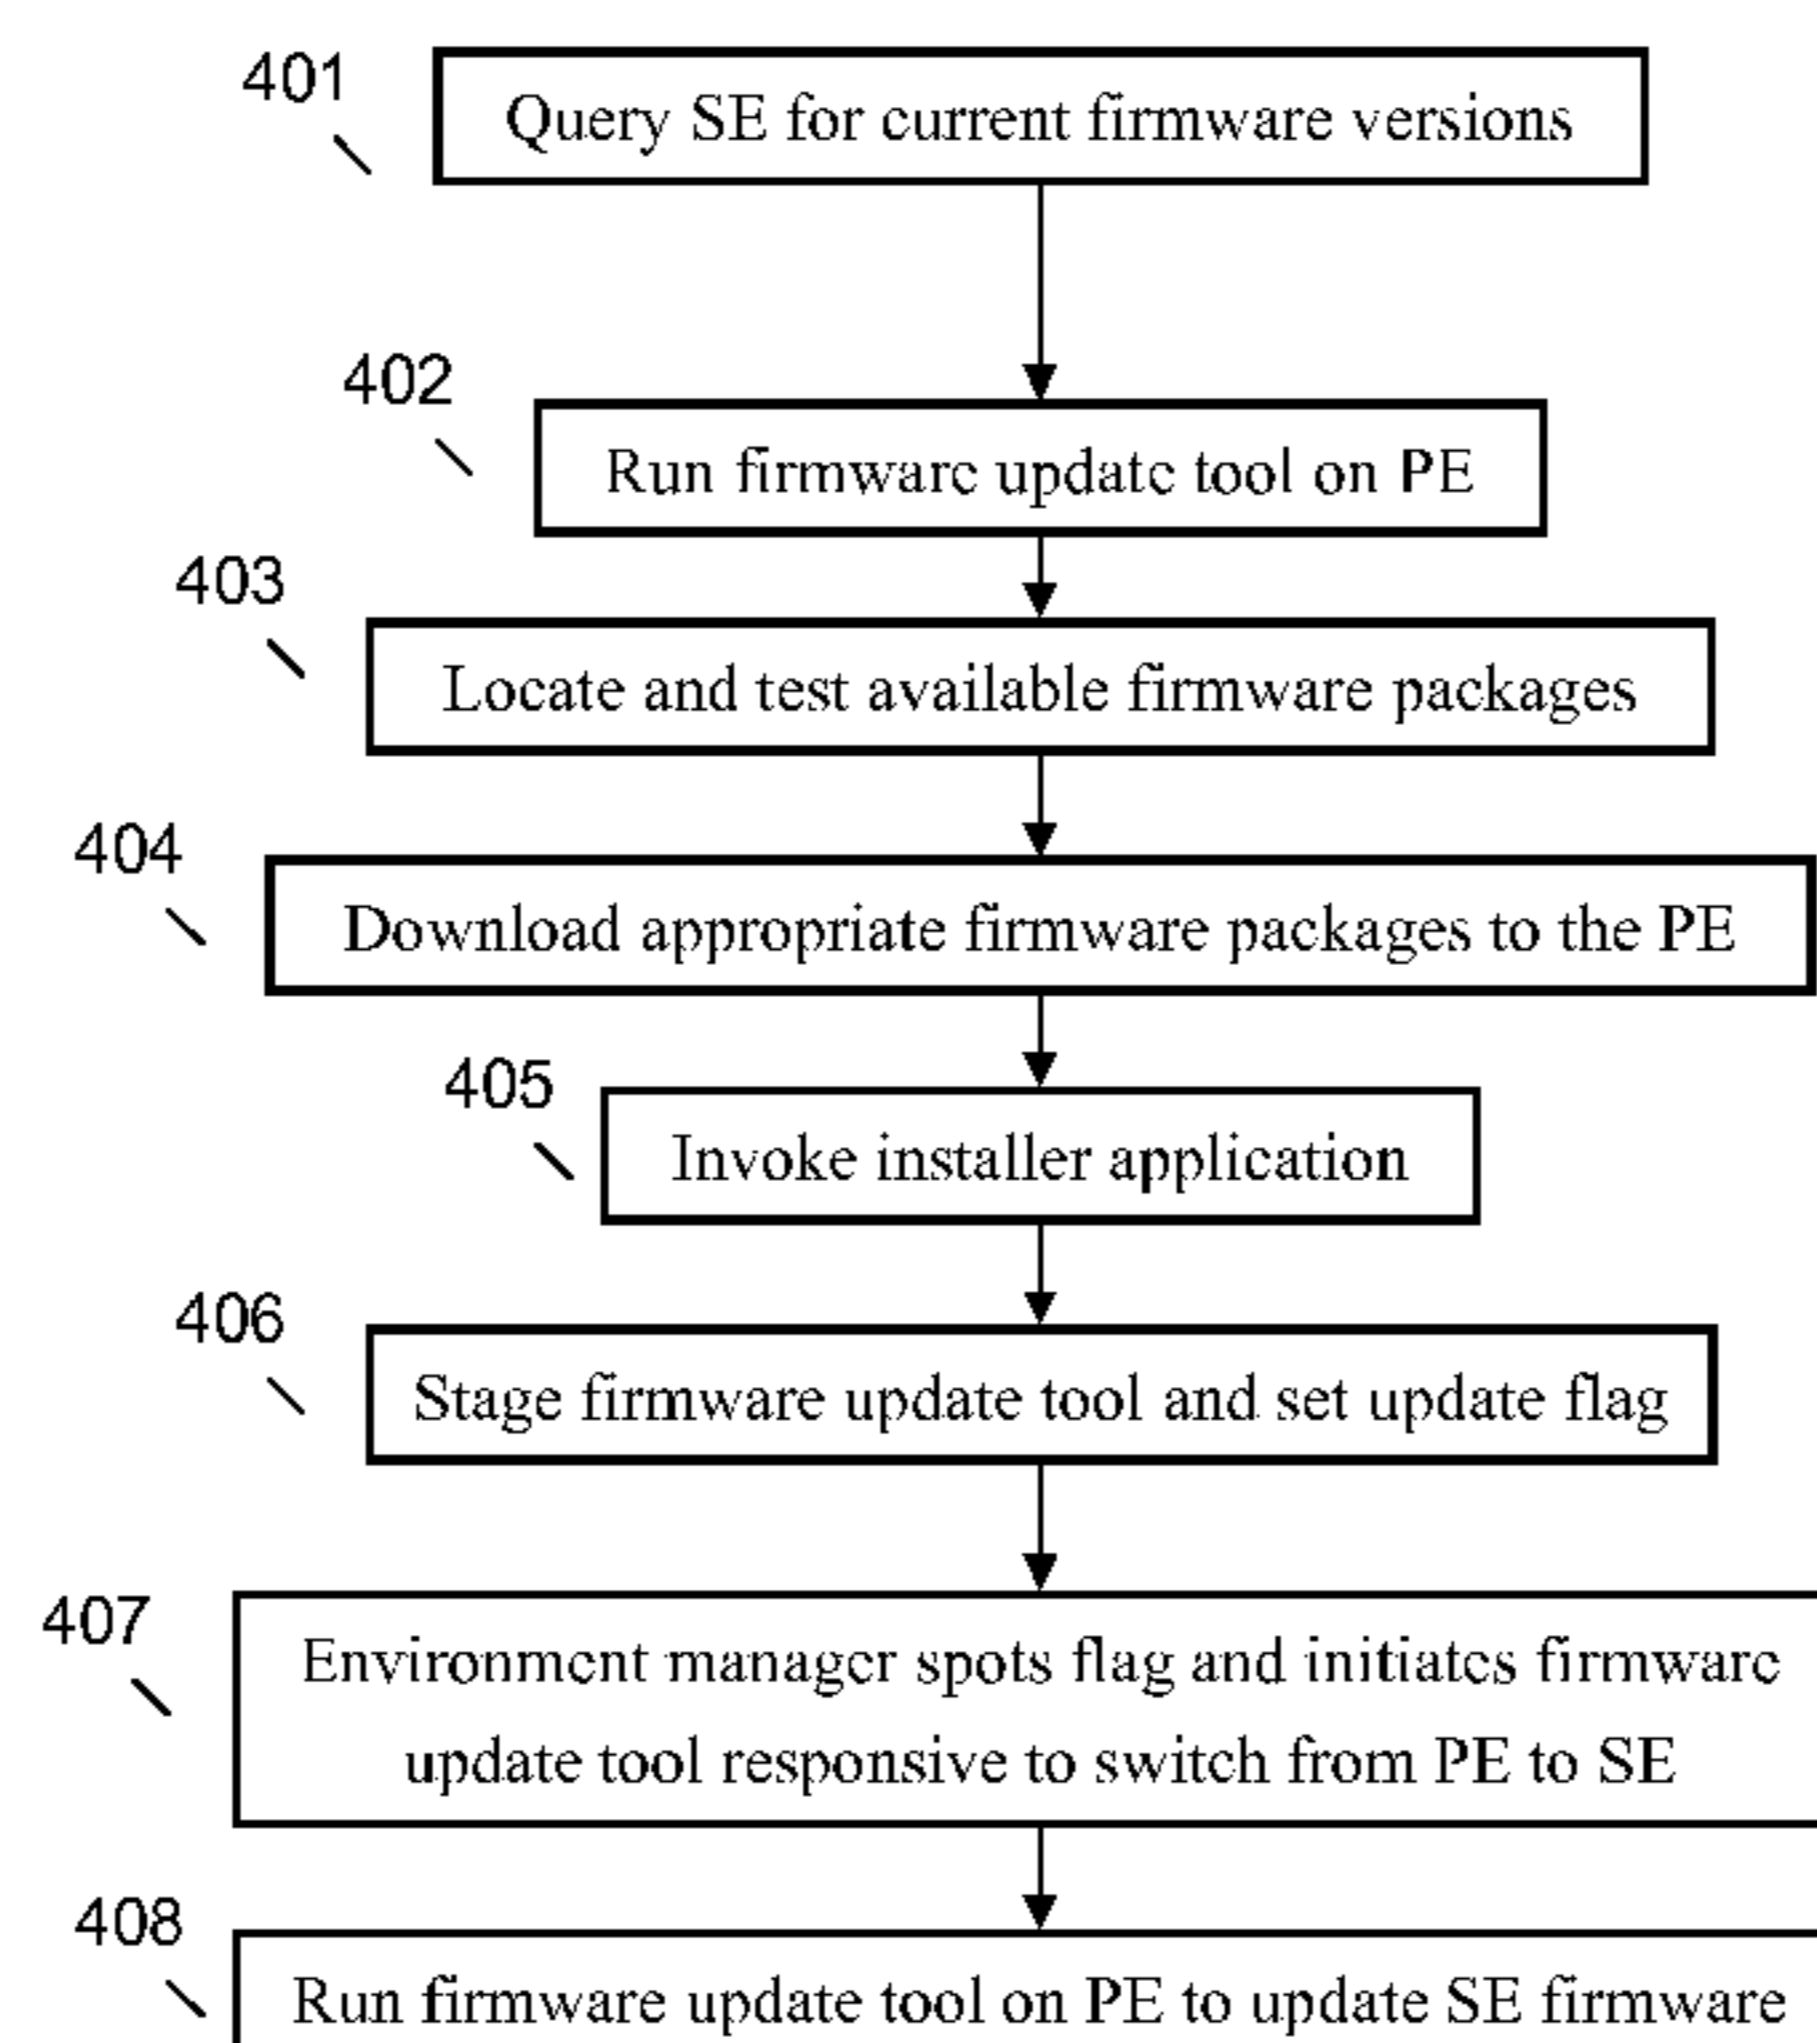 401
Query SE for current firmware versions
402
Run firmware update tool on PE
403
Locate and test available firmware packages
404
Download appropriate firmware packages to the PE
405
Invoke installer application
406
Stage firmware update tool and set update flag
407
Environment manager spots flag and initiates firmware
update tool responsive to switch from PE to SE
408
Run firmware update tool on PE to update SE firmware